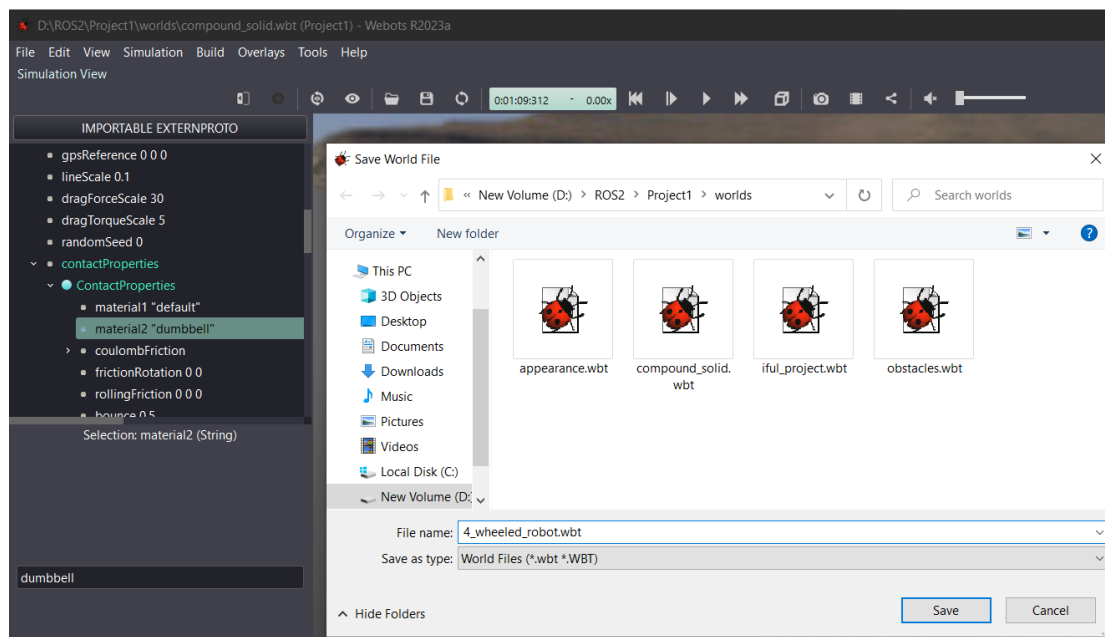 D:\ROS2\Project1\worlds\compound_solid.wbt (Project1) - Webots R2023a
File Edit View Simulation Build Overlays Tools Help
Simulation View
0:01:09:312 - 0.00x
IMPORTABLE EXTERNPROTO
gpsReference 0 0 0
lineScale 0.1
dragForceScale 30
dragTorqueScale 5
randomSeed 0
contactProperties
ContactProperties
material1 "default"
material2 "dumbbell"
coulombFriction
frictionRotation 0 0
rollingFriction 0 0 0
bounce 0.5
Selection: material2 (String)
dumbbell
Save World File
« New Volume (D:) > ROS2 > Project1 > worlds
Search worlds
Organize
New folder
This PC
3D Objects
Desktop
Documents
Downloads
Music
Pictures
Videos
Local Disk (C:)
New Volume (D:)
appearance.wbt
compound_solid.
wbt
iful_project.wbt
obstacles.wbt
File name: 4_wheeled_robot.wbt
Save as type: World Files (*.wbt *.WBT)
Hide Folders
Save
Cancel